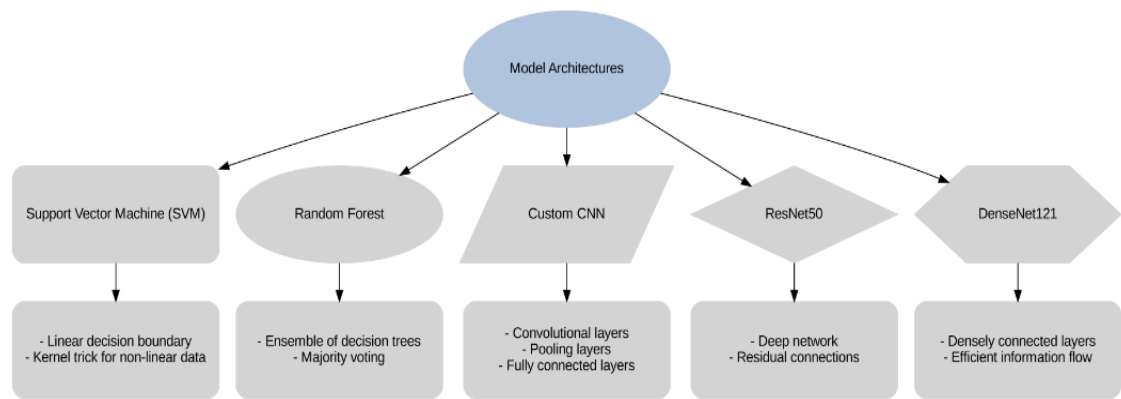 Model Architectures
Support Vector Machine (SVM)
Random Forest
Custom CNN
ResNet50
DenseNet121
- Linear decision boundary
- Kernel trick for non-linear data
- Ensemble of decision trees
- Majority voting
- Convolutional layers
- Pooling layers
- Fully connected layers
- Deep network
- Residual connections
- Densely connected layers
- Efficient information flow